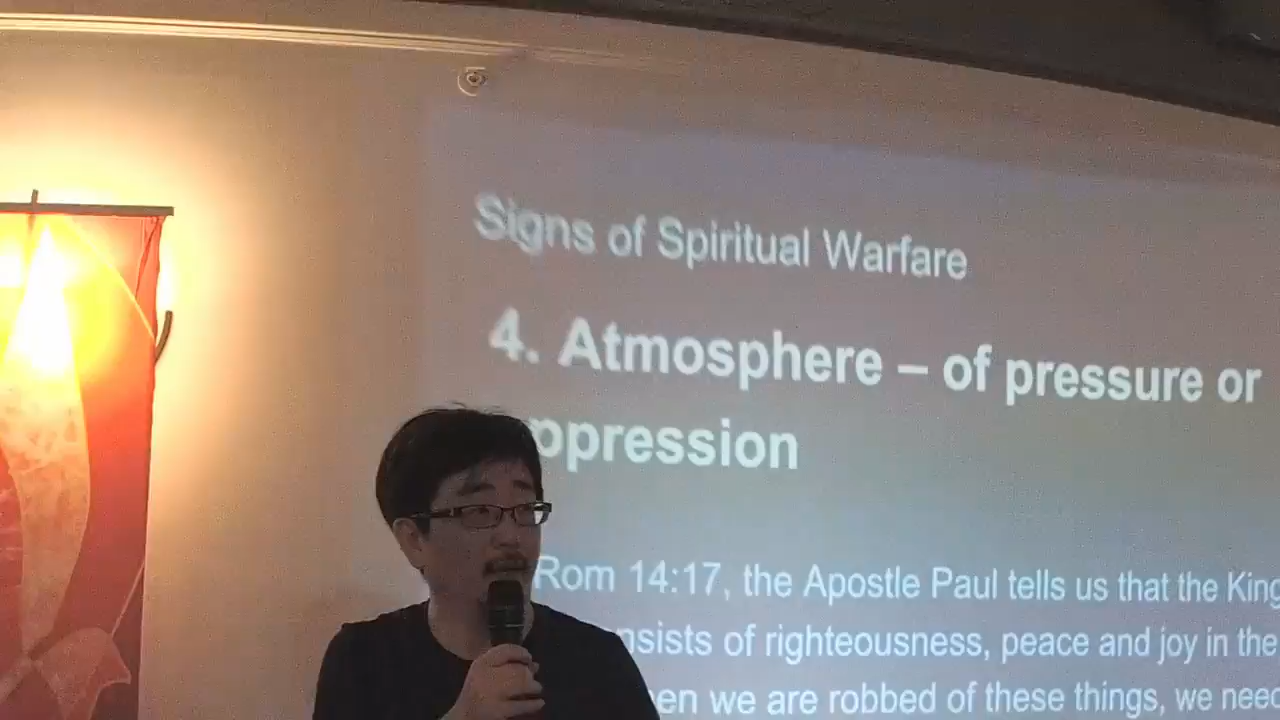 Signs of Spiritual Warfare
4. Atmosphere – of pressure or
ppression
Rom 14:17, the Apostle Paul tells us that the King
nsists of righteousness, peace and joy in the
en we are robbed of these things, we need